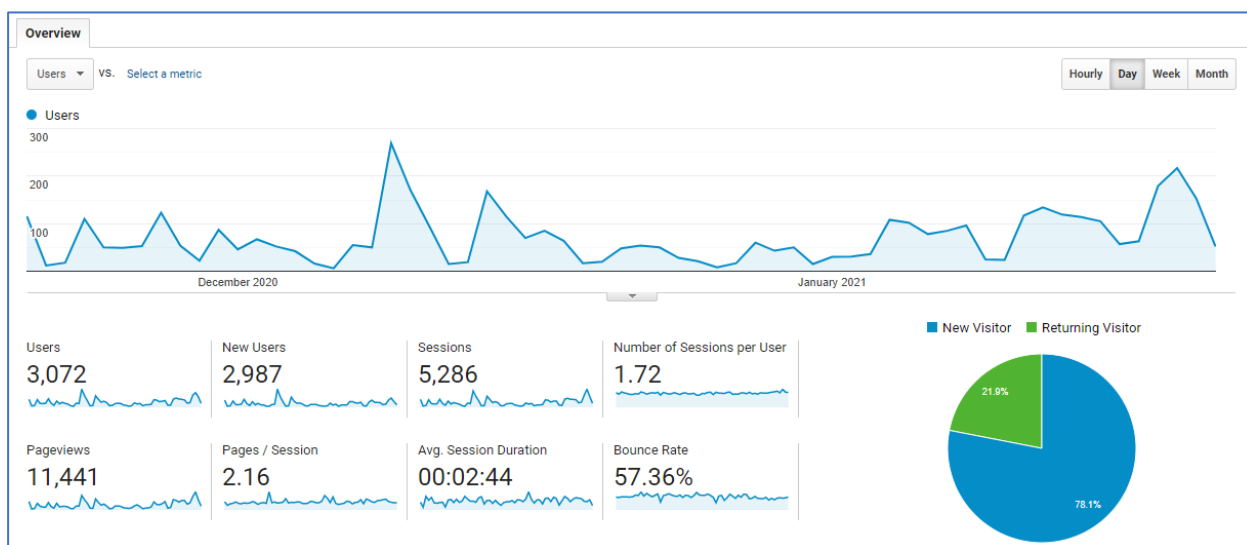 Overview
Users VS. Select a metric
Hourly Day Week Month
Users
300
200
100
December 2020 January 2021
New Visitor Returning Visitor
Users New Users Sessions Number of Sessions per User
3,072 2,987 5,286 1.72
21.9%
Pageviews Pages / Session Avg. Session Duration Bounce Rate
11,441 2.16 00:02:44 57.36%
78.1%